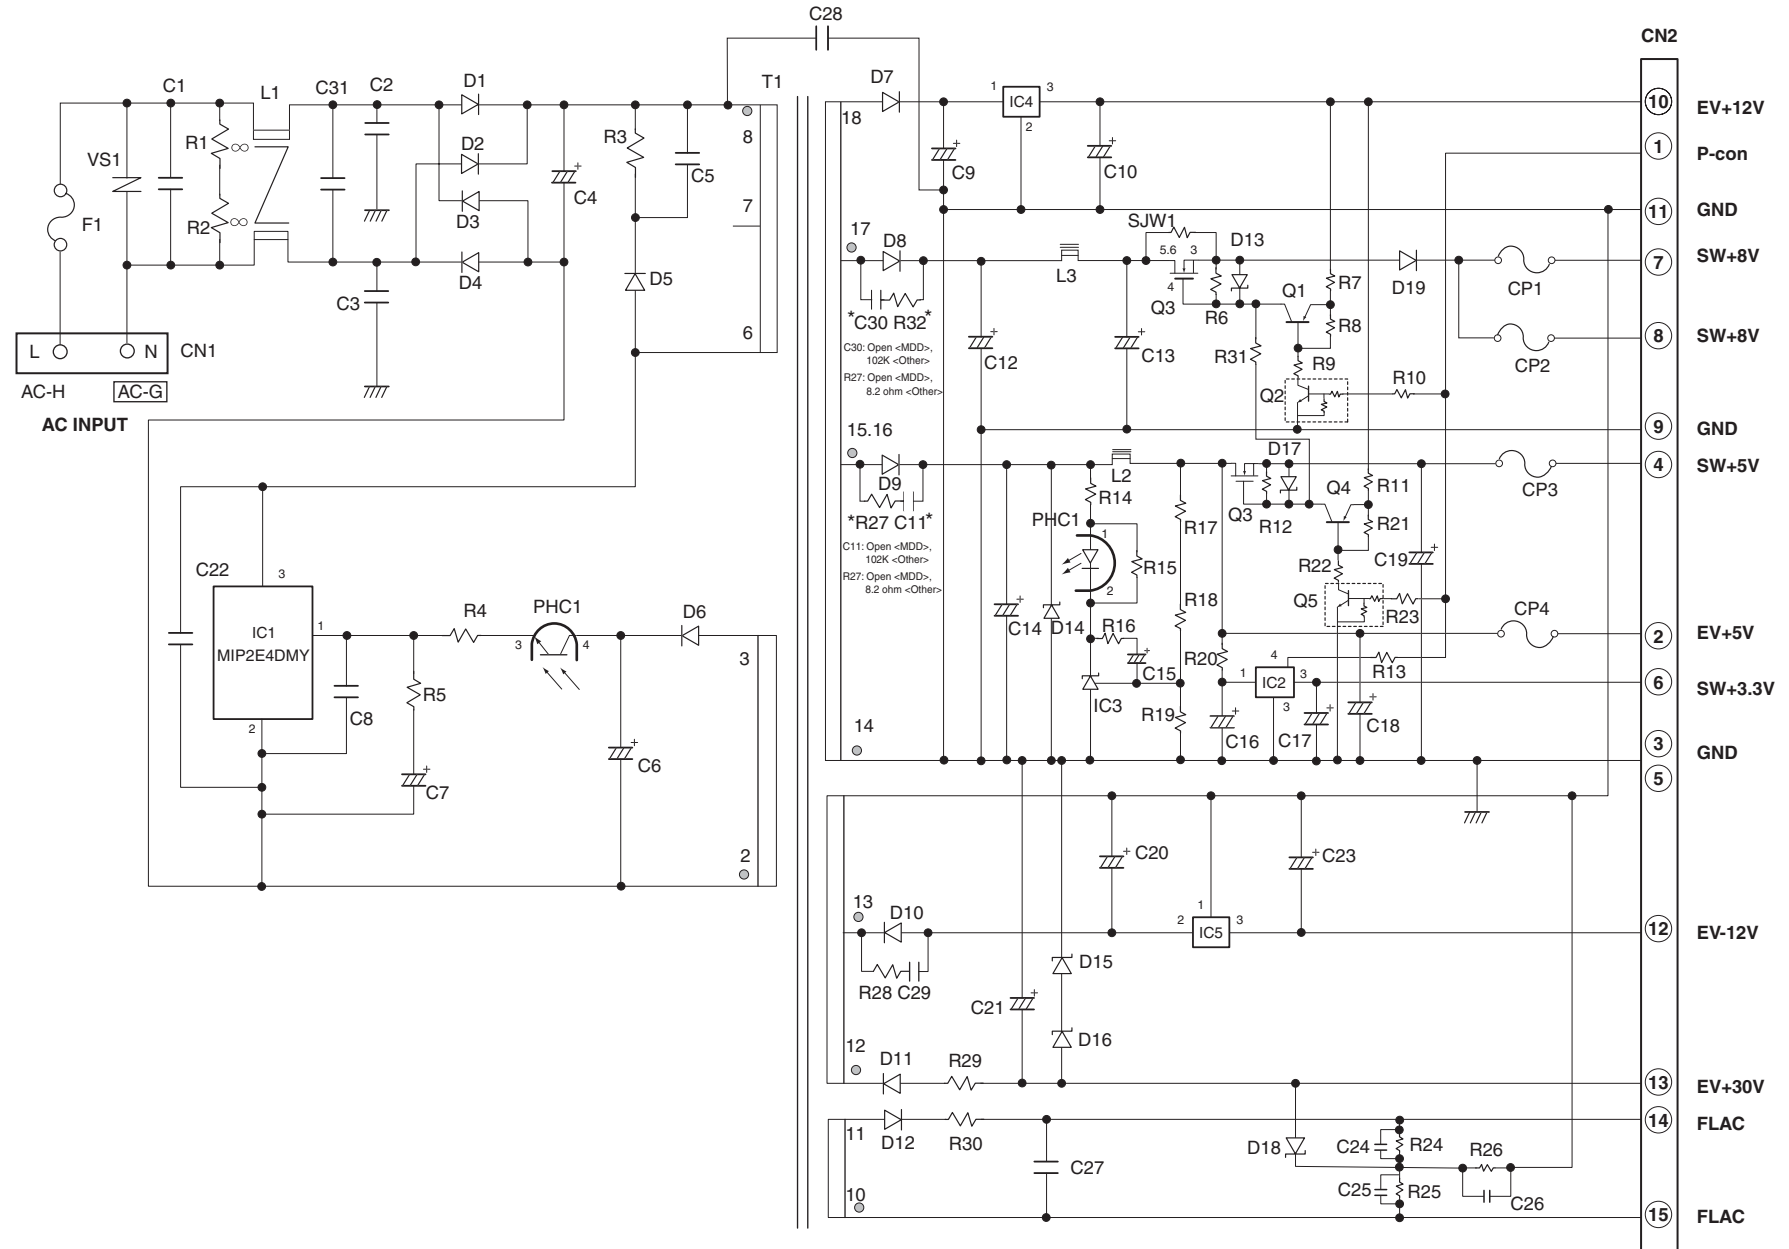 C28
CN2
C1
L1
C31
C2
D1
T1
D7
1
IC4
3
2
10
EV+12V
8
18
R1
∞
D2
R3
C5
C9
+
C10
+
1
P-con
VS1
C4
+
F1
R2
∞
D3
7
11
GND
17
D8
SJW1
D13
5.6
3
4
L3
D4
D5
Q3
R6
Q1
R7
D19
CP1
7
SW+8V
C3
6
*C30 R32*
C12
+
C13
+
R8
CP2
8
SW+8V
L
N
CN1
C30: Open <MDD>,
102K <Other>
R27: Open <MDD>,
8.2 ohm <Other>
R31
R9
Q2
R10
AC-H
AC-G
AC INPUT
15.16
9
GND
D9
L2
D17
CP3
4
SW+5V
*R27 C11*
R14
R17
Q3
R12
Q4
R11
R21
C11: Open <MDD>,
102K <Other>
R27: Open <MDD>,
8.2 ohm <Other>
PHC1
1
2
R15
R22
C19
+
C22
3
Q5
R23
R18
C14
+
D14
R16
CP4
IC1
MIP2E4DMY
1
2
R4
PHC1
3
4
D6
3
2
EV+5V
C15
+
R20
1
IC2
4
3
3
R13
6
SW+3.3V
R5
C8
IC3
R19
C16
+
C17
+
C18
+
14
3
GND
C7
+
C6
+
5
2
C20
+
C23
+
13
D10
2
1
IC5
3
12
EV-12V
R28 C29
D15
C21
+
D16
12
D11
R29
13
EV+30V
11
D12
R30
14
FLAC
C27
D18
C24
R24
R26
10
C25
R25
C26
15
FLAC